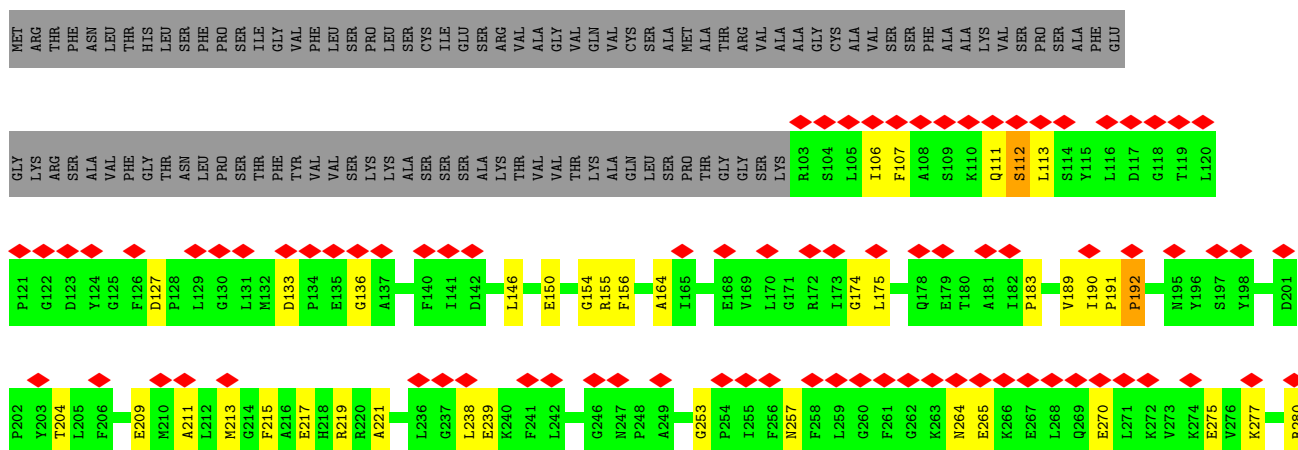 MET ARG THR PHE ASN LEU THR HIS LEU SER PHE PRO SER ILE GLY VAL PHE LEU SER PRO LEU SER CYS ILE GLU SER ARG VAL ALA GLY VAL GLN VAL CYS SER ALA MET ALA THR ARG VAL ALA ALA GLY CYS ALA VAL SER SER PHE ALA ALA LYS VAL SER PRO SER ALA PHE GLU
GLY LYS ARG SER ALA VAL PHE GLY THR ASN LEU PRO SER THR PHE TYR VAL VAL SER LYS LYS ALA SER SER SER ALA LYS THR VAL VAL THR LYS ALA GLN LEU SER PRO THR GLY GLY SER LYS R103 S104 L105 I106 F107 A108 S109 K110 Q111 S112 L113 S114 Y115 L116 D117 G118 T119 L120
P121 G122 D123 Y124 G125 F126 D127 P128 L129 G130 L131 M132 D133 P134 E135 G136 A137 F140 I141 D142 L146 E150 G154 R155 F156 A164 I165 E168 V169 L170 G171 R172 I173 G174 L175 Q178 E179 T180 A181 I182 P183 V189 I190 P191 P192 N195 Y196 S197 Y198 D201
P202 Y203 T204 L205 F206 E209 M210 A211 L212 M213 G214 F215 A216 E217 H218 R219 R220 A221 L236 G237 L238 E239 K240 F241 L242 G246 N247 P248 A249 G253 P254 I255 F256 N257 F258 L259 G260 F261 G262 K263 N264 E265 K266 E267 L268 Q269 E270 L271 K272 V273 K274 E275 V276 K277 R280